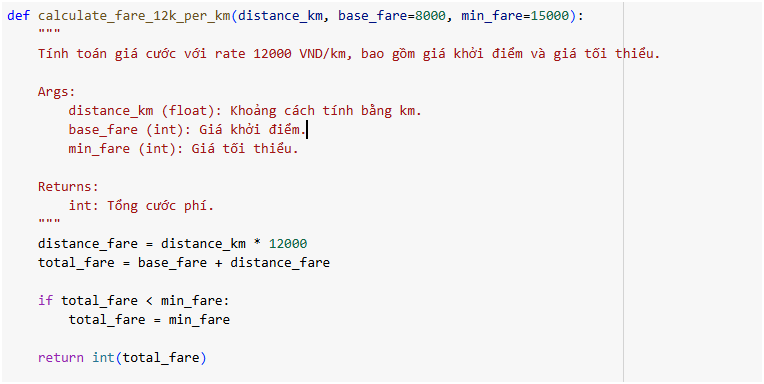 def calculate_fare_12k_per_km(distance_km, base_fare=8000, min_fare=15000):
    """
    Tính toán giá cước với rate 12000 VND/km, bao gồm giá khởi điểm và giá tối thiểu.

    Args:
        distance_km (float): Khoảng cách tính bằng km.
        base_fare (int): Giá khởi điểm.
        min_fare (int): Giá tối thiểu.

    Returns:
        int: Tổng cước phí.
    """
    distance_fare = distance_km * 12000
    total_fare = base_fare + distance_fare

    if total_fare < min_fare:
        total_fare = min_fare

    return int(total_fare)